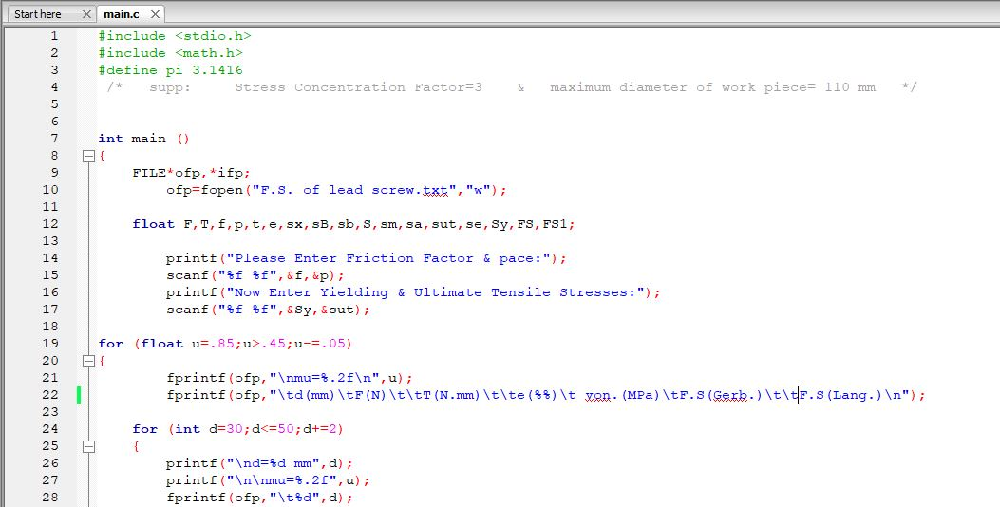 Start here main.c
1 #include <stdio.h>
2 #include <math.h>
3 #define pi 3.1416
4 /* supp: Stress Concentration Factor=3 & maximum diameter of work piece= 110 mm */
5
6
7 int main ()
8 {
9 FILE*ofp,*ifp;
10 ofp=fopen("F.S. of lead screw.txt","w");
11
12 float F,T,f,p,t,e,sx,sB,sb,S,sm,sa,sut,se,Sy,FS,FS1;
13
14 printf("Please Enter Friction Factor & pace:");
15 scanf("%f %f",&f,&p);
16 printf("Now Enter Yielding & Ultimate Tensile Stresses:");
17 scanf("%f %f",&Sy,&sut);
18
19 for (float u=.85;u>.45;u-=.05)
20 {
21 fprintf(ofp,"\nmu=%.2f\n",u);
22 fprintf(ofp,"\td(mm)\tF(N)\t\tT(N.mm)\t\te(%%)\t von.(MPa)\tF.S(Gerb.)\t\tF.S(Lang.)\n");
23
24 for (int d=30;d<=50;d+=2)
25 {
26 printf("\nd=%d mm",d);
27 printf("\n\nmu=%.2f",u);
28 fprintf(ofp,"\t%d",d);